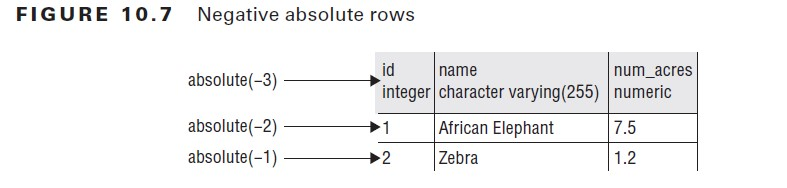 FIGURE 10.7 Negative absolute rows
id name num_acres
absolute(–3) integer character varying(255) numeric
absolute(–2) 1 African Elephant 7.5
absolute(–1) 2 Zebra 1.2